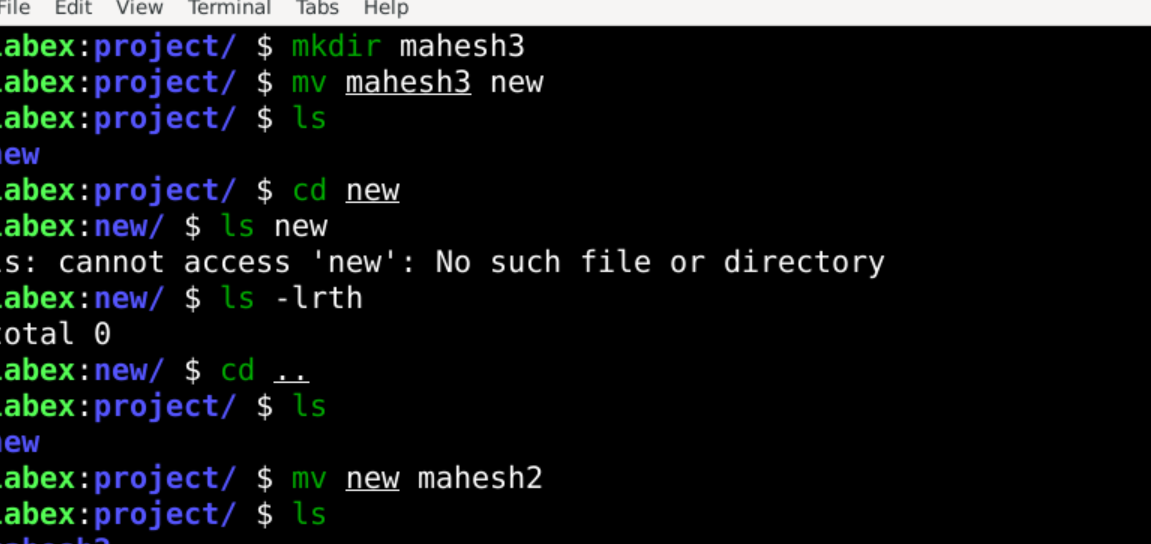 File Edit View Terminal Tabs Help
labex:project/ $ mkdir mahesh3
labex:project/ $ mv mahesh3 new
labex:project/ $ ls
new
labex:project/ $ cd new
labex:new/ $ ls new
ls: cannot access 'new': No such file or directory
labex:new/ $ ls -lrth
total 0
labex:new/ $ cd ..
labex:project/ $ ls
new
labex:project/ $ mv new mahesh2
labex:project/ $ ls